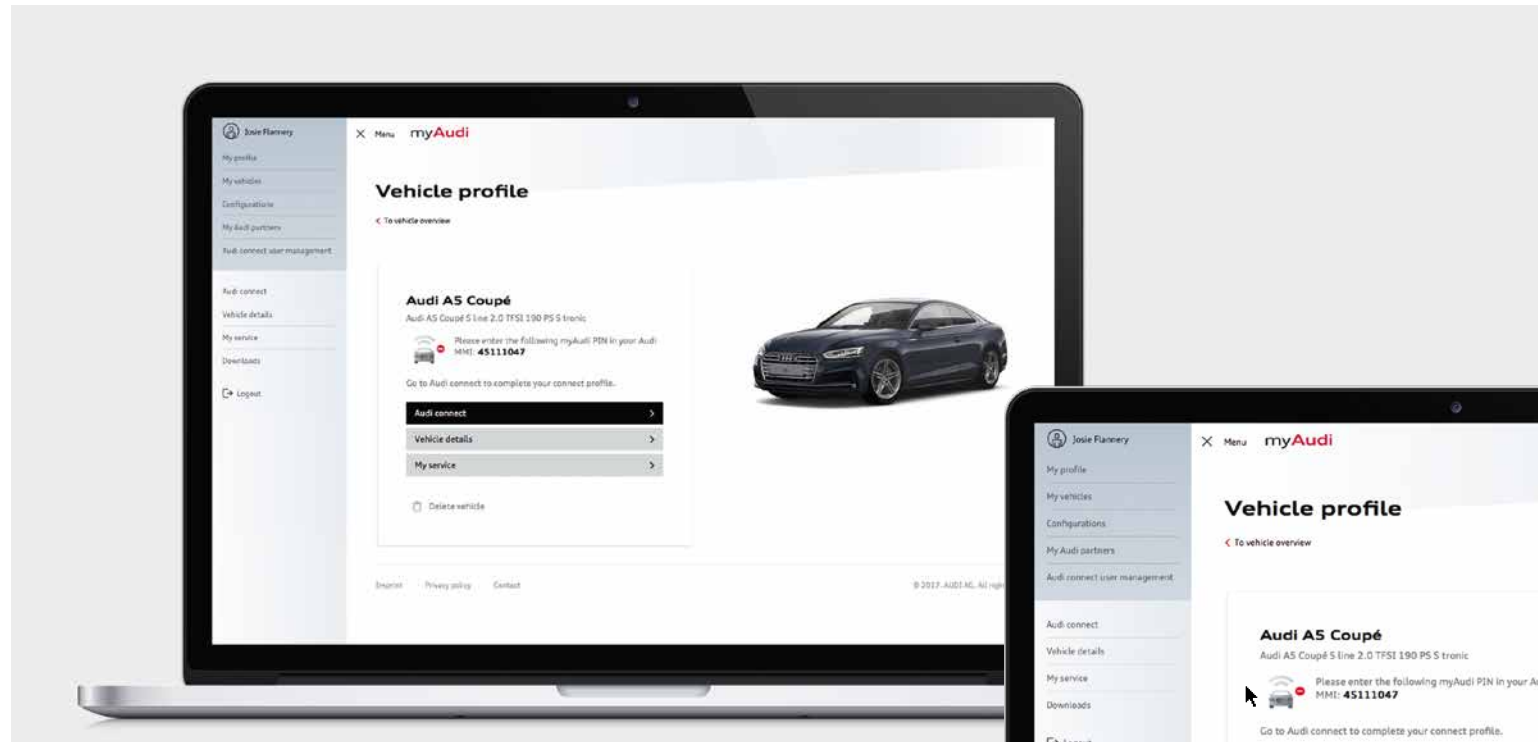 Josie Flannery
My profile
My vehicles
Configurations
My Audi partners
Audi connect user management
Audi connect
Vehicle details
My service
Downloads
Logout
Menu
myAudi
Vehicle profile
To vehicle overview
Audi A5 Coupé
Audi A5 Coupé S line 2.0 TFSI 190 PS S tronic
Please enter the following myAudi PIN in your Audi
MMI: 45111047
Go to Audi connect to complete your connect profile.
Audi connect
Vehicle details
My service
Delete vehicle
Imprint Privacy policy Contact
© 2017. AUDI AG. All
Josie Flannery
My profile
My vehicles
Configurations
My Audi partners
Audi connect user management
Audi connect
Vehicle details
My service
Downloads
Menu
myAudi
Vehicle profile
To vehicle overview
Audi A5 Coupé
Audi A5 Coupé S line 2.0 TFSI 190 PS S tronic
Please enter the following myAudi PIN in your
MMI: 45111047
Go to Audi connect to complete your connect profile.